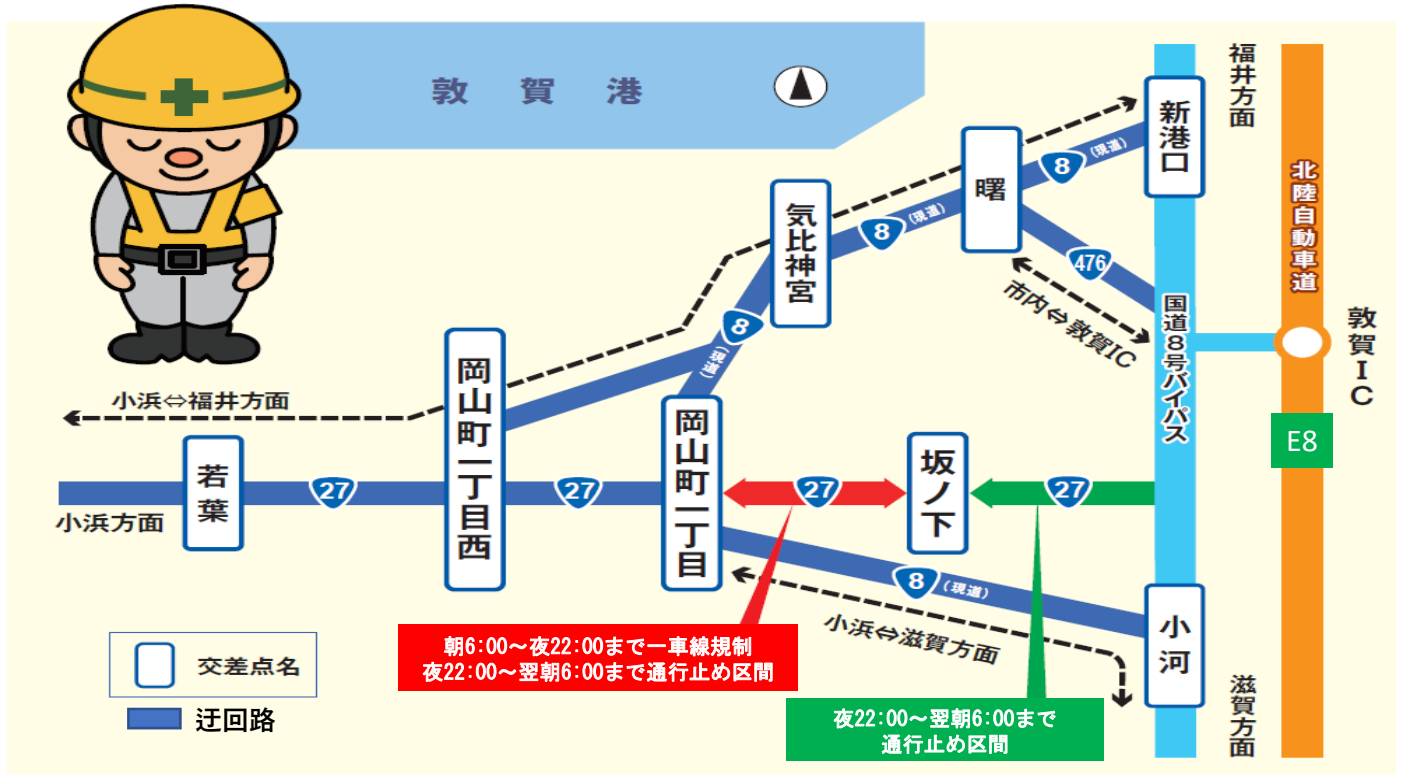 敦賀港
福井方面
新港口
8
(現道)
曙
北陸自動車道
気比神宮
8
(現道)
476
市内⇔敦賀IC
国道8号バイパス
敦賀IC
8
(現道)
岡山町一丁目西
小浜⇔福井方面
岡山町一丁目
E8
若葉
27
27
27
坂ノ下
27
小浜方面
8
(現道)
小浜⇔滋賀方面
小河
朝6:00～夜22:00まで一車線規制
夜22:00～翌朝6:00まで通行止め区間
交差点名
迂回路
夜22:00～翌朝6:00まで
通行止め区間
滋賀方面